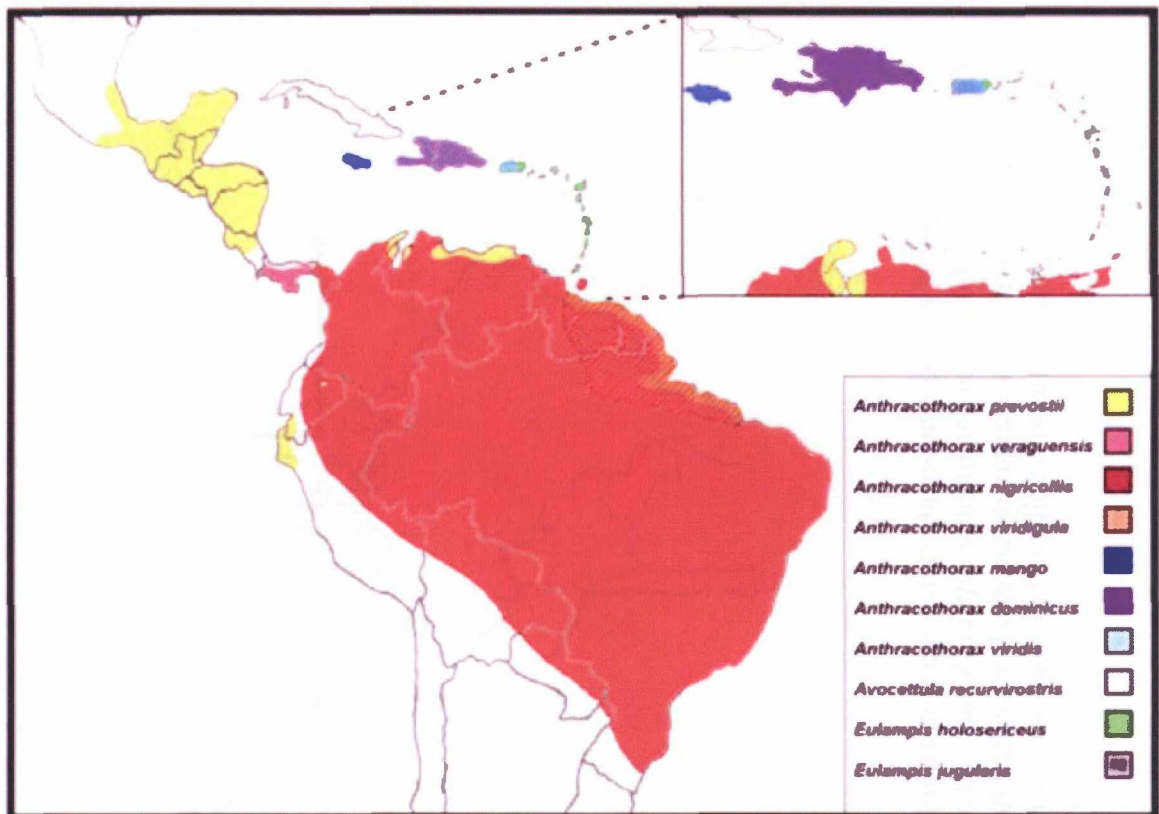 Anthracothorax prevostii
Anthracothorax veraguensis
Anthracothorax nigricollis
Anthracothorax viridigula
Anthracothorax mango
Anthracothorax dominicus
Anthracothorax viridis
Avocettula recurvirostris
Eulampis holosericeus
Eulampis jugularis